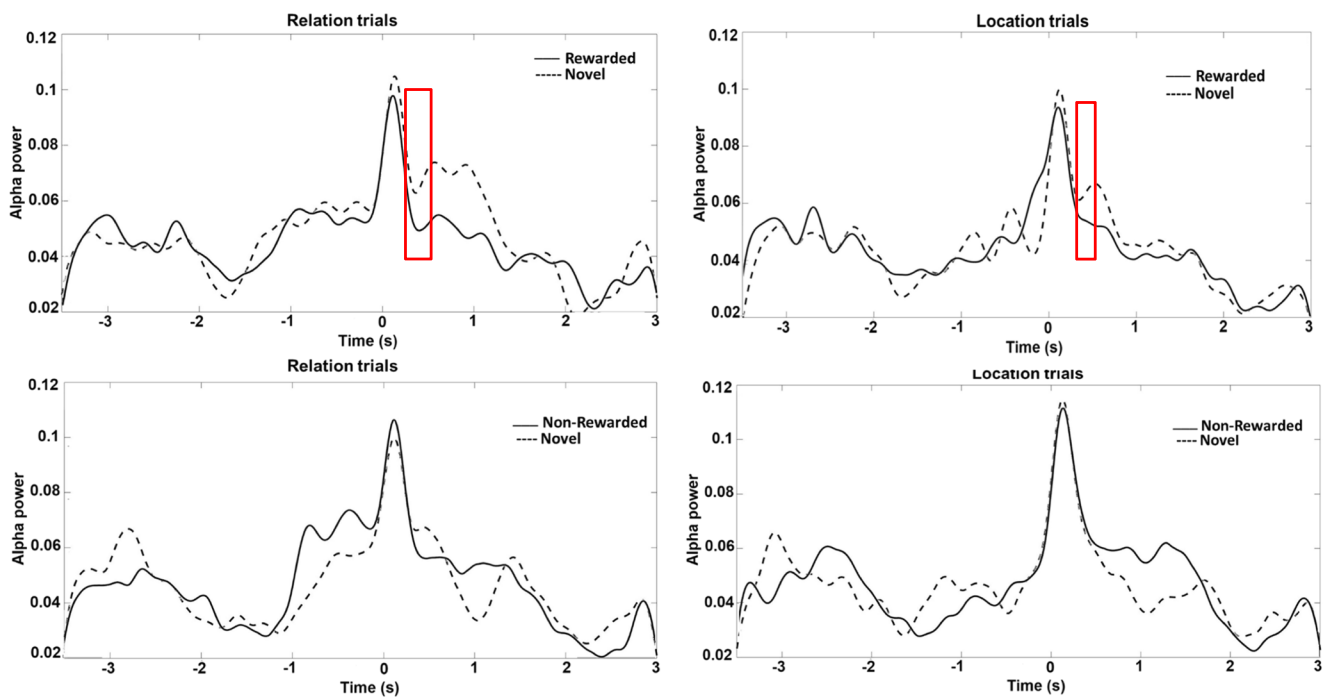 Relation trials
0.12
0.1
0.08
0.06
0.04
0.02
Alpha power
Rewarded
Novel
-3
-2
-1
0
1
2
3
Time (s)
Location trials
0.12
0.1
0.08
0.06
0.04
0.02
Alpha power
Rewarded
Novel
-3
-2
-1
0
1
2
3
Time (s)
Relation trials
0.12
0.1
0.08
0.06
0.04
0.02
Alpha power
Non-Rewarded
Novel
-3
-2
-1
0
1
2
3
Time (s)
Location trials
0.12
0.1
0.08
0.06
0.04
0.02
Alpha power
Non-Rewarded
Novel
-3
-2
-1
0
1
2
3
Time (s)